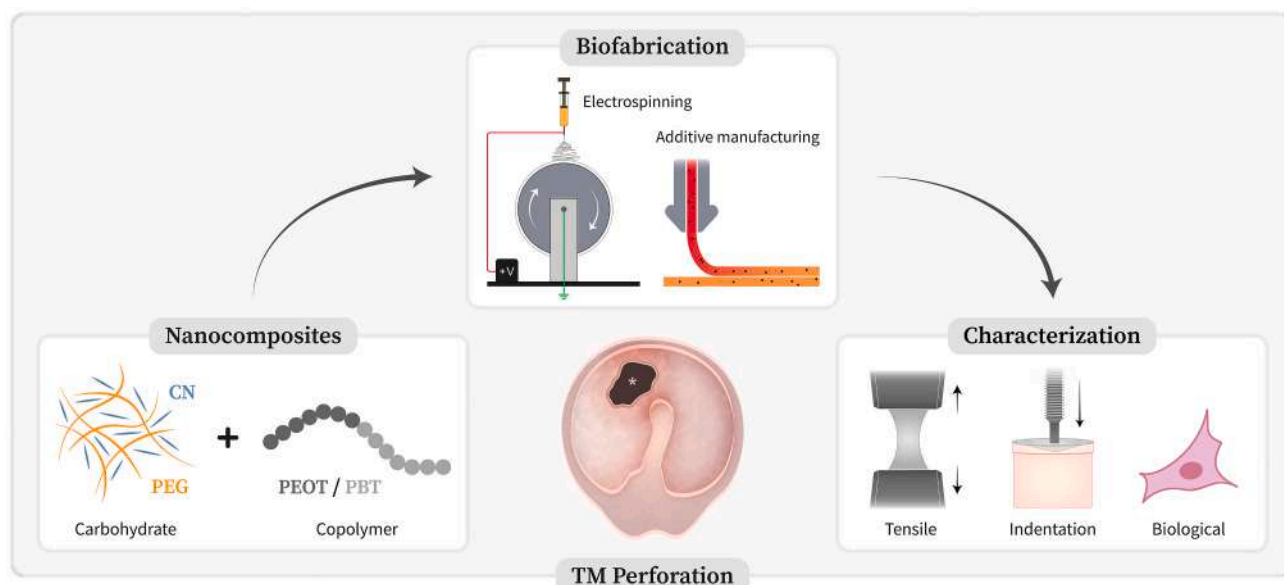 Biofabrication
Electrospinning
Additive manufacturing
+V
Nanocomposites
CN
+
PEG
PEOT / PBT
Carbohydrate
Copolymer
*
TM Perforation
Characterization
Tensile
Indentation
Biological